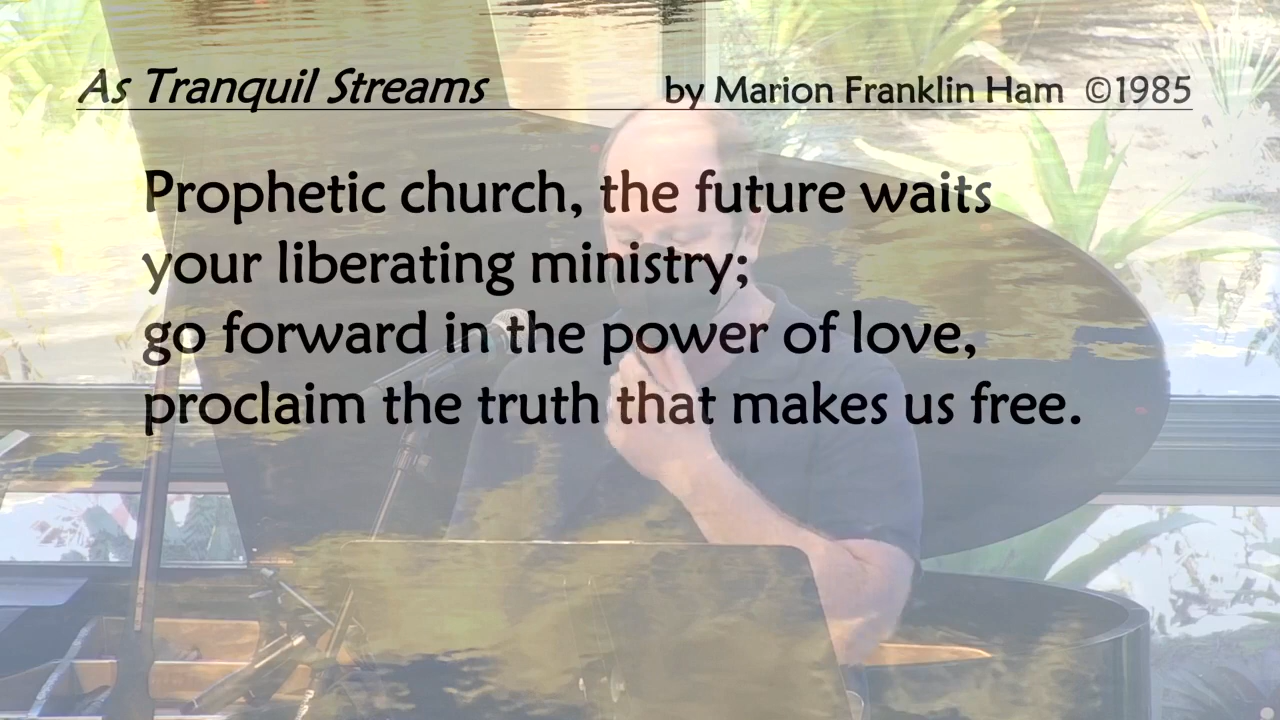 As Tranquil Streams by Marion Franklin Ham ©1985
Prophetic church, the future waits
your liberating ministry;
go forward in the power of love,
proclaim the truth that makes us free.